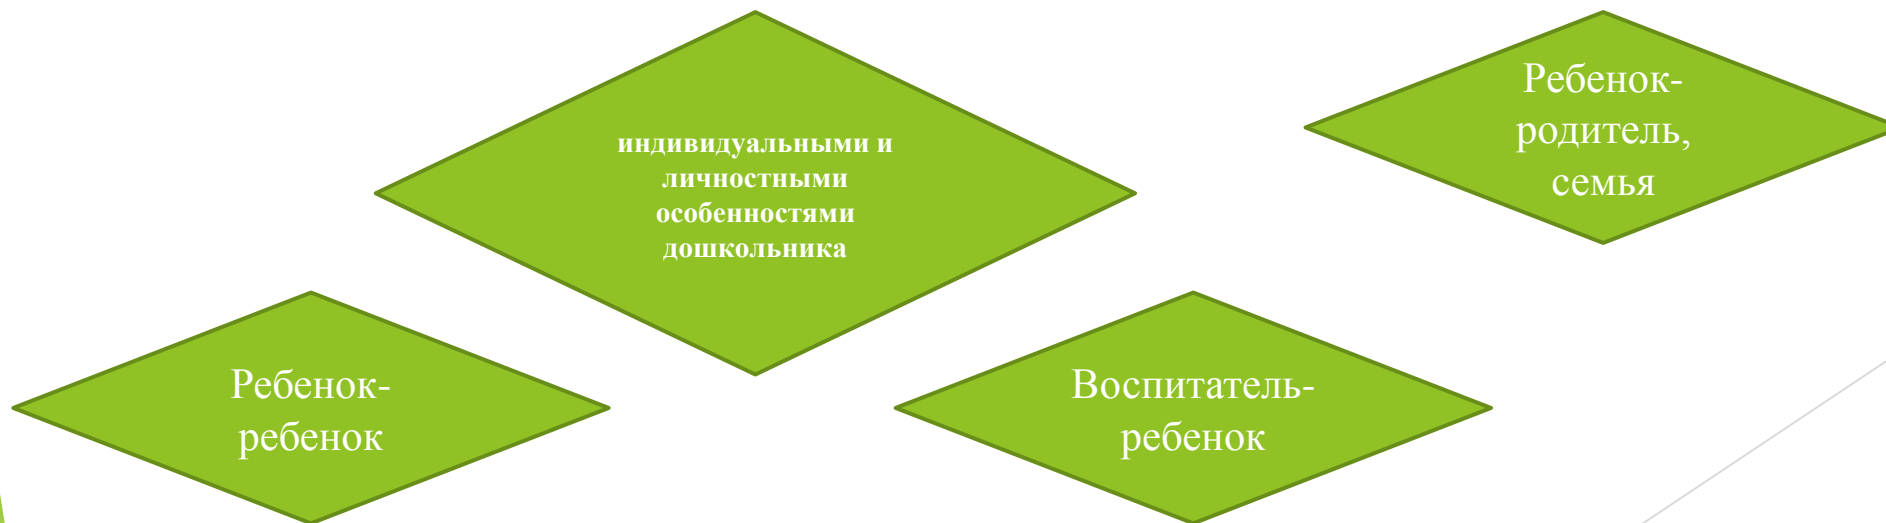 индивидуальными и
личностными
особенностями
дошкольника
Ребенок-
родитель,
семья
Ребенок-
ребенок
Воспитатель-
ребенок